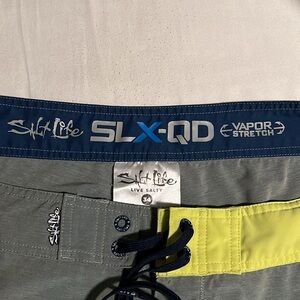 Salt Life SLX-QD VAPOR STRETCH
Salt Life
LIVE SALTY
34
Salt Life